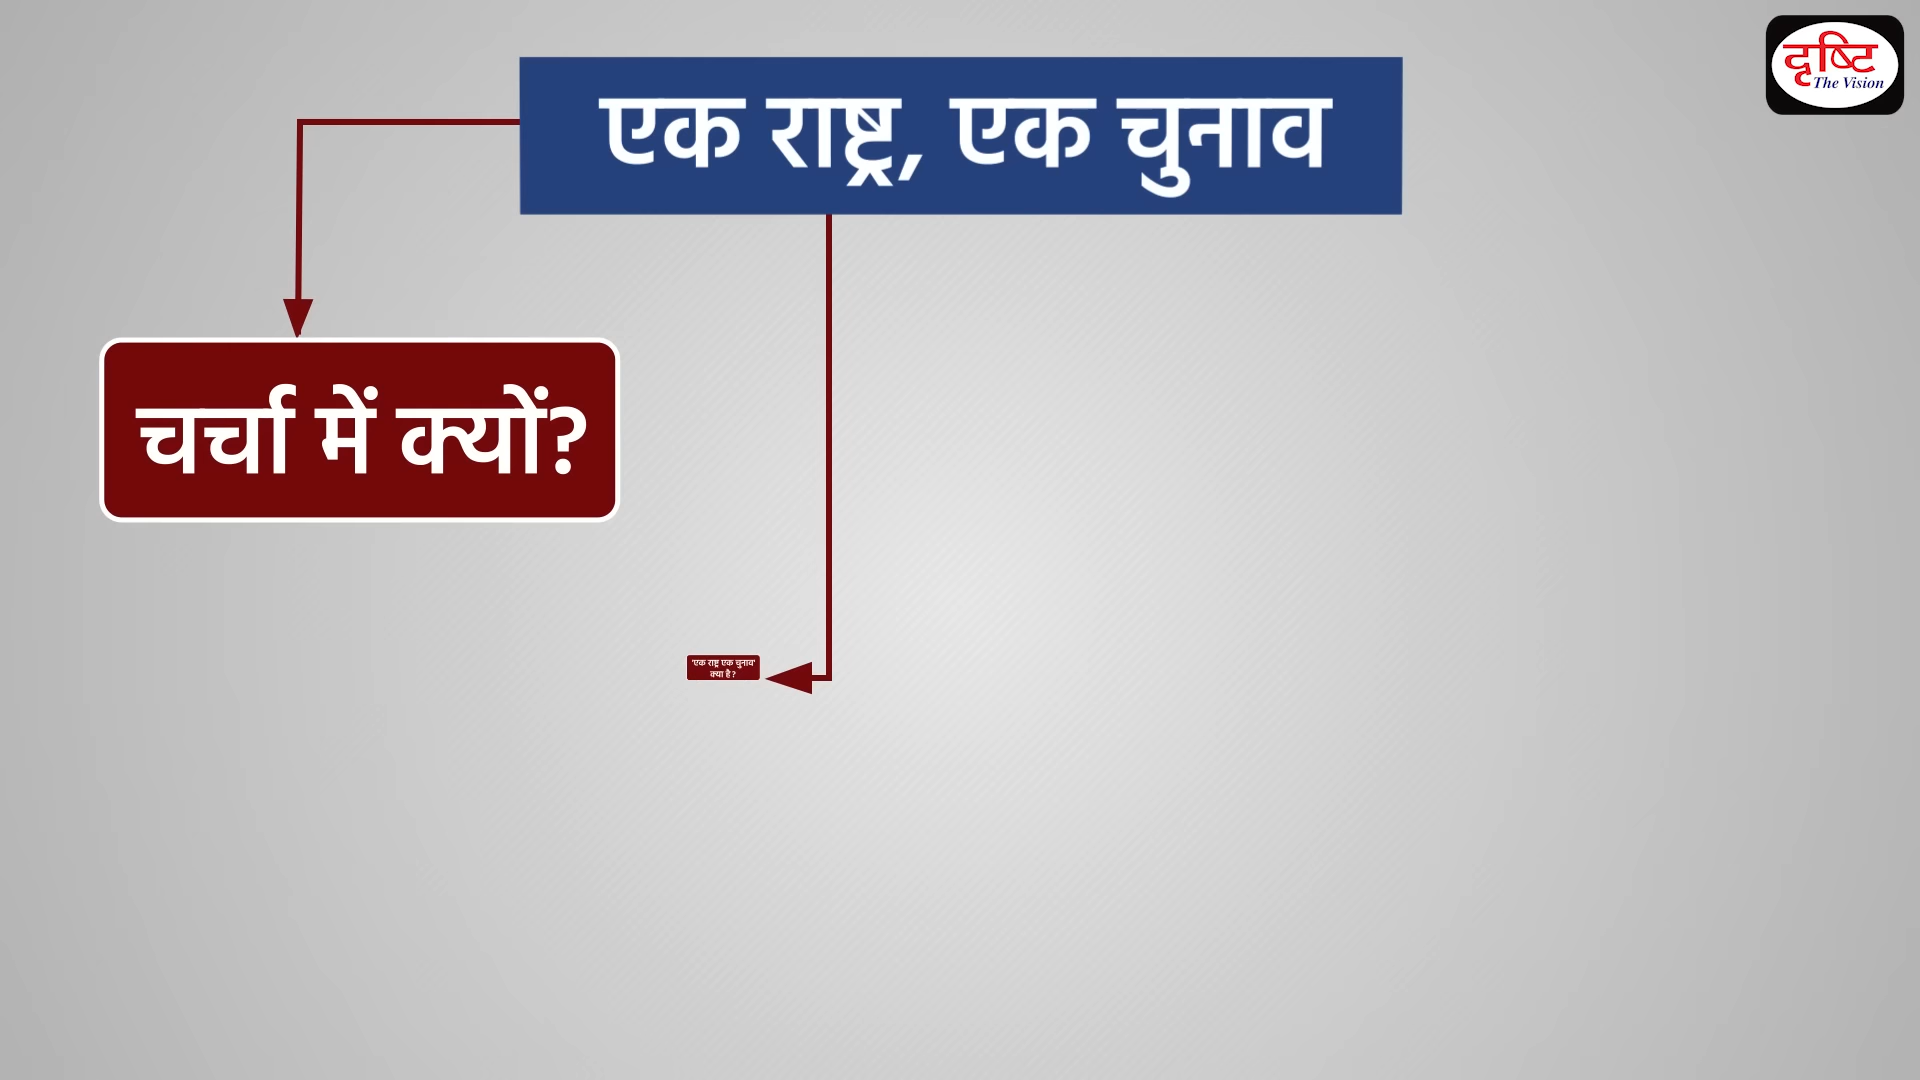 दृष्टि
The Vision
एक राष्ट्र, एक चुनाव
चर्चा में क्यों?
'एक राष्ट्र एक चुनाव'
क्या है?